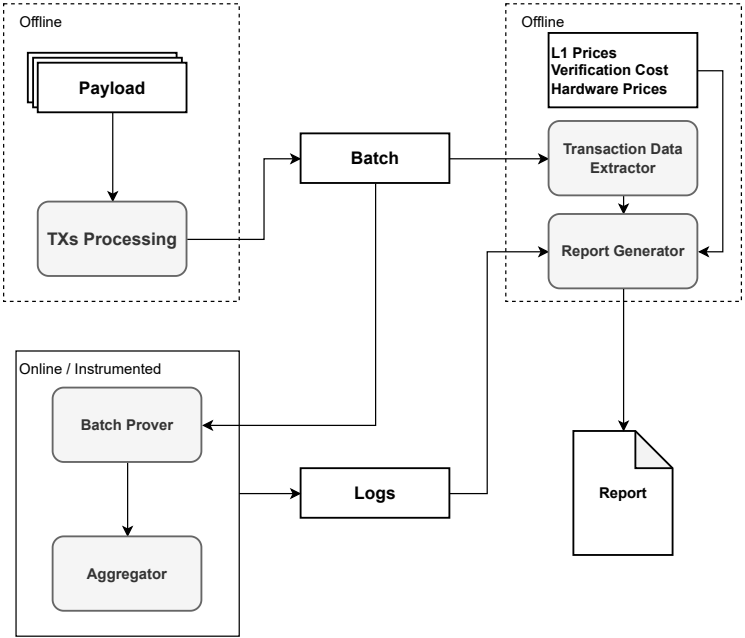 Offline
Payload
TXs Processing
Batch
Offline
L1 Prices
Verification Cost
Hardware Prices
Transaction Data
Extractor
Report Generator
Online / Instrumented
Batch Prover
Aggregator
Logs
Report